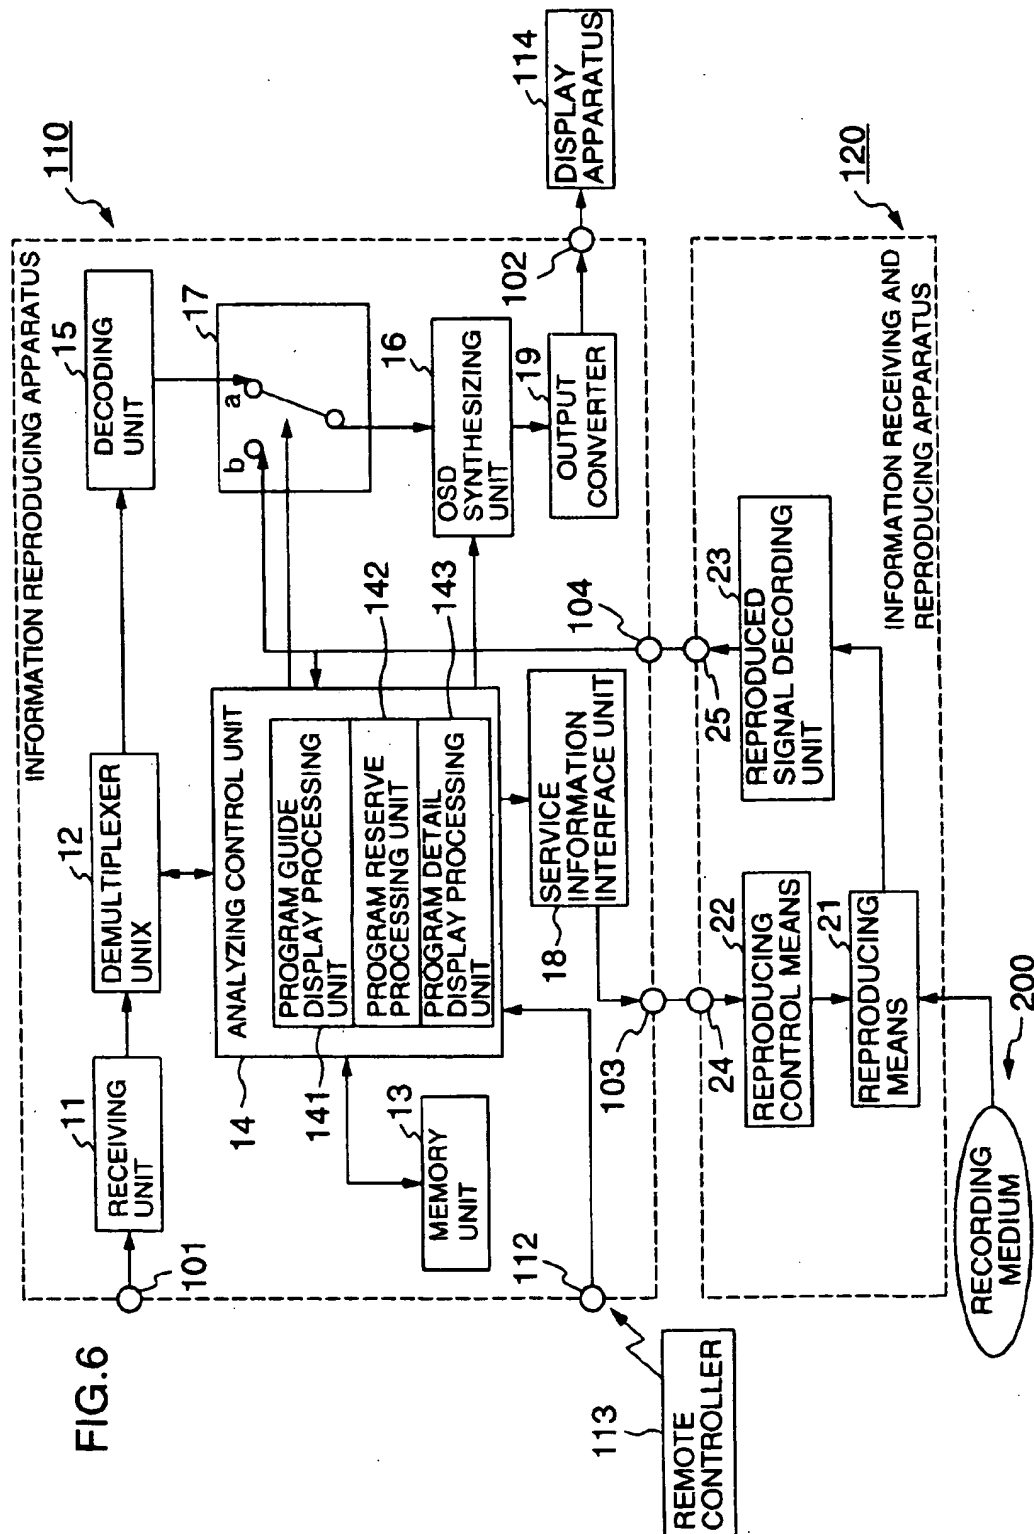 FIG.6
INFORMATION REPRODUCING APPARATUS
110
101
11
RECEIVING
UNIT
12
DEMUTIPLEXER
UNIX
15
DECODING
UNIT
17
a
b
14
ANALYZING CONTROL UNIT
141
PROGRAM GUIDE
DISPLAY PROCESSING
UNIT
142
PROGRAM RESERVE
PROCESSING UNIT
143
PROGRAM DETAIL
DISPLAY PROCESSING
UNIT
16
OSD
SYNTHESIZING
UNIT
13
MEMORY
UNIT
18
SERVICE
INFORMATION
INTERFACE UNIT
19
OUTPUT
CONVERTER
102
114
DISPLAY
APPARATUS
112
113
REMOTE
CONTROLLER
103
104
24
25
120
INFORMATION RECEIVING AND
REPRODUCING APPARATUS
22
REPRODUCING
CONTROL MEANS
21
REPRODUCING
MEANS
23
REPRODUCED
SIGNAL DECORDING
UNIT
RECORDING
MEDIUM
200